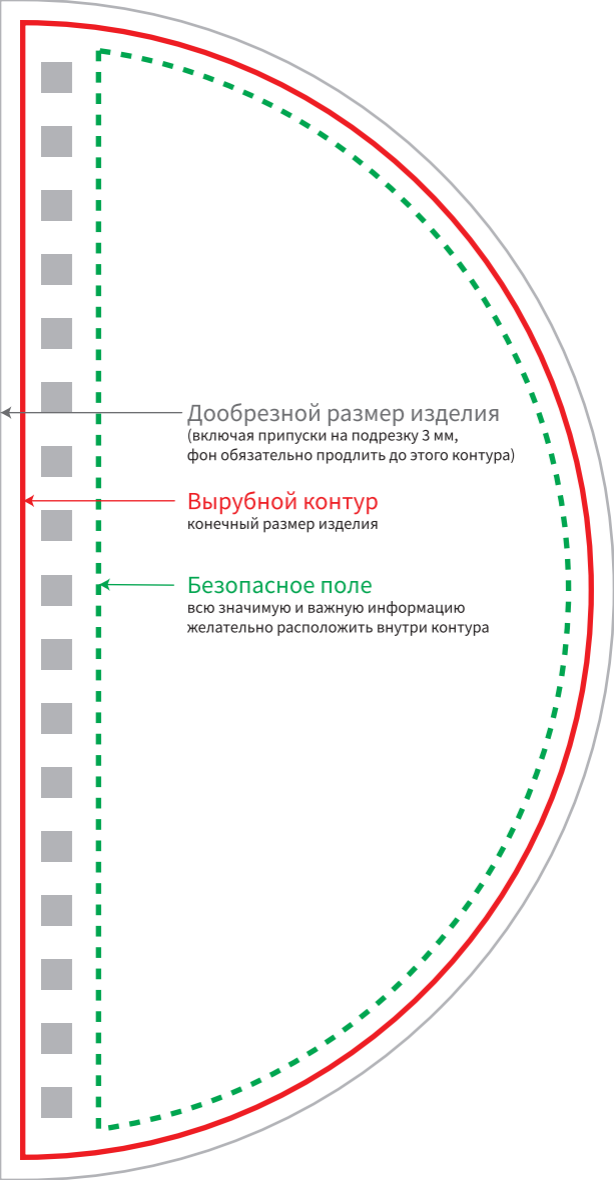 Дообрезной размер изделия
(включая припуски на подрезку 3 мм,
фон обязательно продлить до этого контура)
Вырубной контур
конечный размер изделия
Безопасное поле
всю значимую и важную информацию
желательно расположить внутри контура